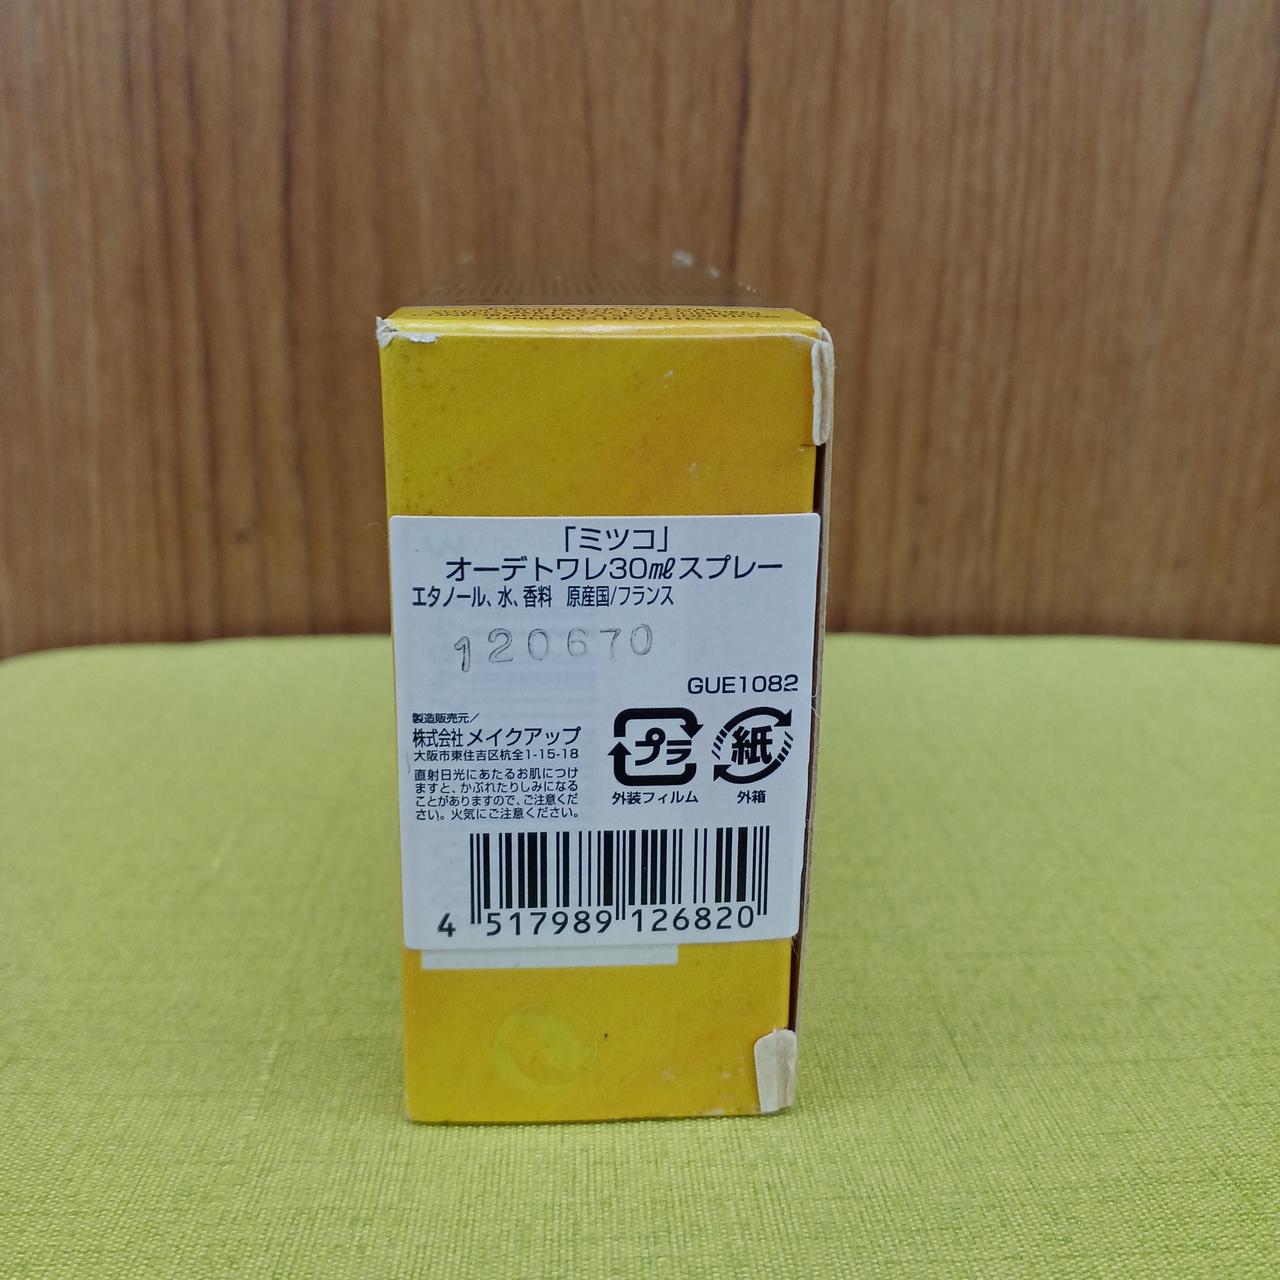 「ミツコ」
オーデトワレ30㎖スプレー
エタノール、水、香料 原産国/フランス
120670
GUE1082
製造販売元/
株式会社メイクアップ
大阪市東住吉区杭全1-15-18
直射日光にあたるお肌につけ
ますと、かぶれたりしみになる
ことがありますので、ご注意くだ
さい。火気にご注意ください。
プラ
外装フィルム
紙
外箱
4 517989 126820